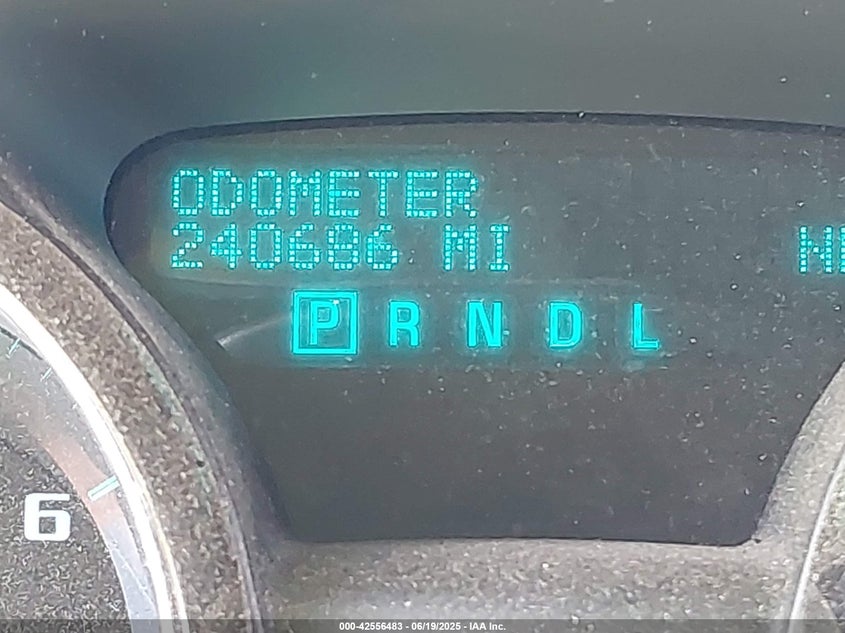 ODOMETER
240686 MI
P R N D L
6
000-42556483 - 06/19/2025 - IAA Inc.